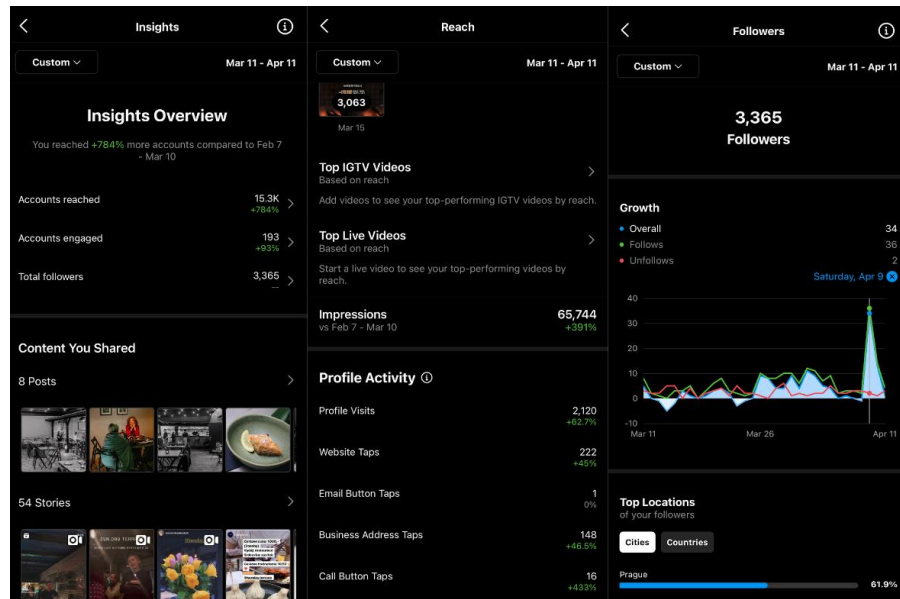 Insights
Custom
Mar 11 - Apr 11
Insights Overview
You reached +784% more accounts compared to Feb 7
- Mar 10
Accounts reached
15.3K
+784%
Accounts engaged
193
+93%
Total followers
3,365
--
Content You Shared
8 Posts
54 Stories
Reach
Custom
Mar 11 - Apr 11
3,063
Mar 15
Top IGTV Videos
Based on reach
Add videos to see your top-performing IGTV videos by reach.
Top Live Videos
Based on reach
Start a live video to see your top-performing videos by
reach.
Impressions
65,744
vs Feb 7 - Mar 10
+391%
Profile Activity
Profile Visits
2,120
+62.7%
Website Taps
222
+45%
Email Button Taps
1
0%
Business Address Taps
148
+46.5%
Call Button Taps
16
+433%
Followers
Custom
Mar 11 - Apr 11
3,365
Followers
Growth
Overall
34
Follows
36
Unfollows
2
Saturday, Apr 9
40
30
20
10
0
-10
Mar 11
Mar 26
Apr 11
Top Locations
of your followers
Cities
Countries
Prague
61.9%